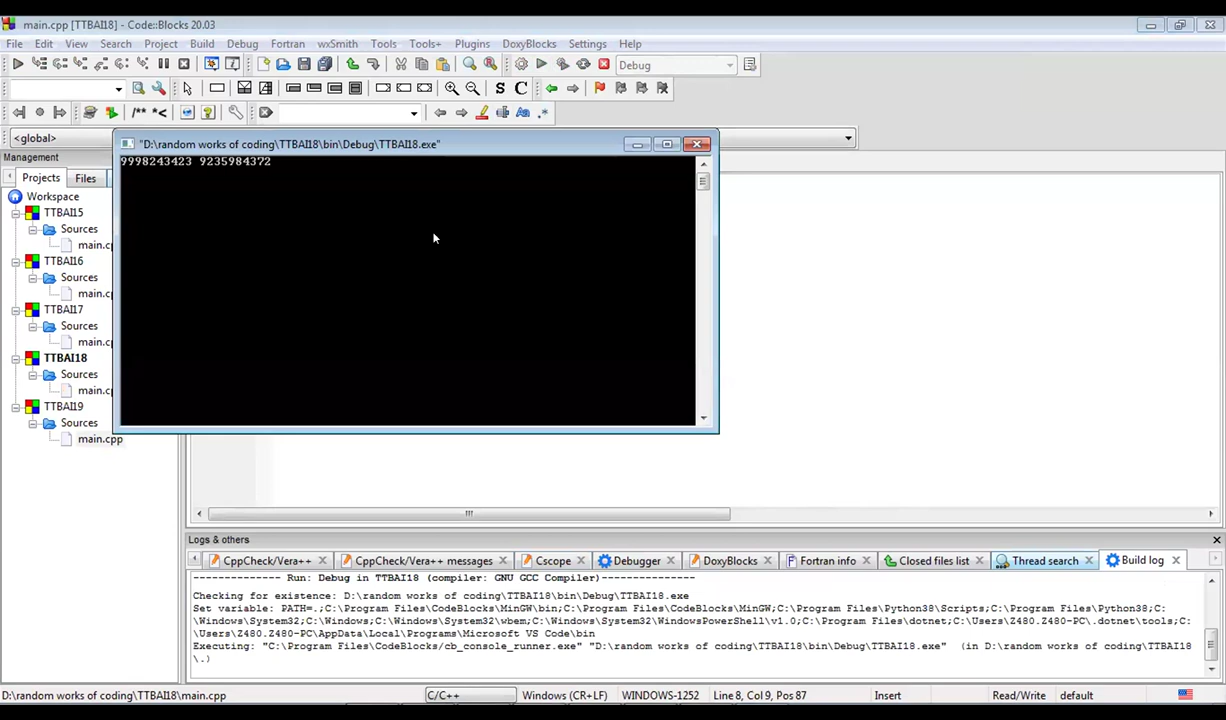 main.cpp [TTBAI18] - Code::Blocks 20.03
File Edit View Search Project Build Debug Fortran wxSmith Tools Tools+ Plugins DoxyBlocks Settings Help
Debug
S C
/** *< Aa .*
<global>
"D:\random works of coding\TTBAI18\bin\Debug\TTBAI18.exe"
Management
9998243423 9235984372
Projects Files
Workspace
TTBAI15
Sources
main.cp
TTBAI16
Sources
main.cp
TTBAI17
Sources
main.cp
TTBAI18
Sources
main.cp
TTBAI19
Sources
main.cpp
Logs & others
CppCheck/Vera++ CppCheck/Vera++ messages Cscope Debugger DoxyBlocks Fortran info Closed files list Thread search Build log
-------------- Run: Debug in TTBAI18 (compiler: GNU GCC Compiler)---------------
Checking for existence: D:\random works of coding\TTBAI18\bin\Debug\TTBAI18.exe
Set variable: PATH=.;C:\Program Files\CodeBlocks\MinGW\bin;C:\Program Files\CodeBlocks\MinGW;C:\Program Files\Python38\Scripts;C:\Program Files\Python38;C:
\Windows\System32;C:\Windows;C:\Windows\System32\wbem;C:\Windows\System32\WindowsPowerShell\v1.0;C:\Program Files\dotnet;C:\Users\Z480.Z480-PC\.dotnet\tools;C:
\Users\Z480.Z480-PC\AppData\Local\Programs\Microsoft VS Code\bin
Executing: "C:\Program Files\CodeBlocks/cb_console_runner.exe" "D:\random works of coding\TTBAI18\bin\Debug\TTBAI18.exe" (in D:\random works of coding\TTBAI18
\.)
D:\random works of coding\TTBAI18\main.cpp C/C++ Windows (CR+LF) WINDOWS-1252 Line 8, Col 9, Pos 87 Insert Read/Write default